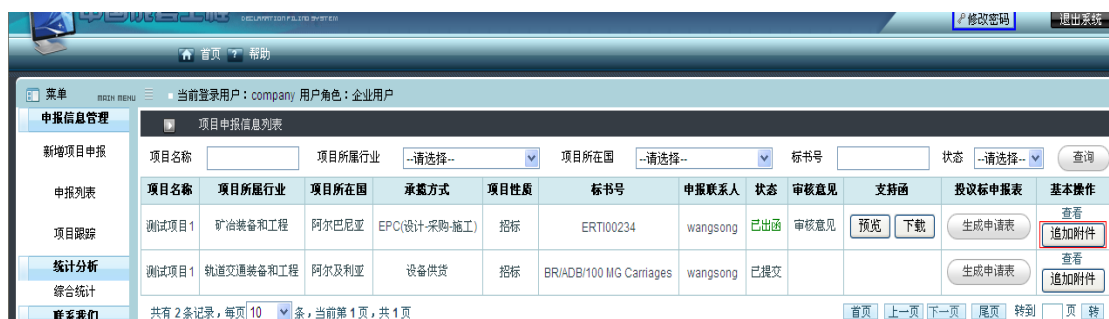 DECLARATION FILING SYSTEM
修改密码 退出系统
首页 帮助
菜单 MAIN MENU 当前登录用户：company 用户角色：企业用户
申报信息管理
新增项目申报
申报列表
项目跟踪
统计分析
综合统计
联系我们
项目申报信息列表
项目名称 项目所属行业 --请选择-- 项目所在国 --请选择-- 标书号 状态 --请选择-- 查询
项目名称 项目所属行业 项目所在国 承揽方式 项目性质 标书号 申报联系人 状态 审核意见 支持函 投议标申报表 基本操作
测试项目1 矿冶装备和工程 阿尔巴尼亚 EPC(设计-采购-施工) 招标 ERTI00234 wangsong 已出函 审核意见 预览 下载 生成申请表 查看
追加附件
测试项目1 轨道交通装备和工程 阿尔及利亚 设备供货 招标 BR/ADB/100 MG Carriages wangsong 已提交 生成申请表 查看
追加附件
共有2条记录，每页 10 条，当前第1页，共1页 首页 上一页 下一页 尾页 转到 页 转